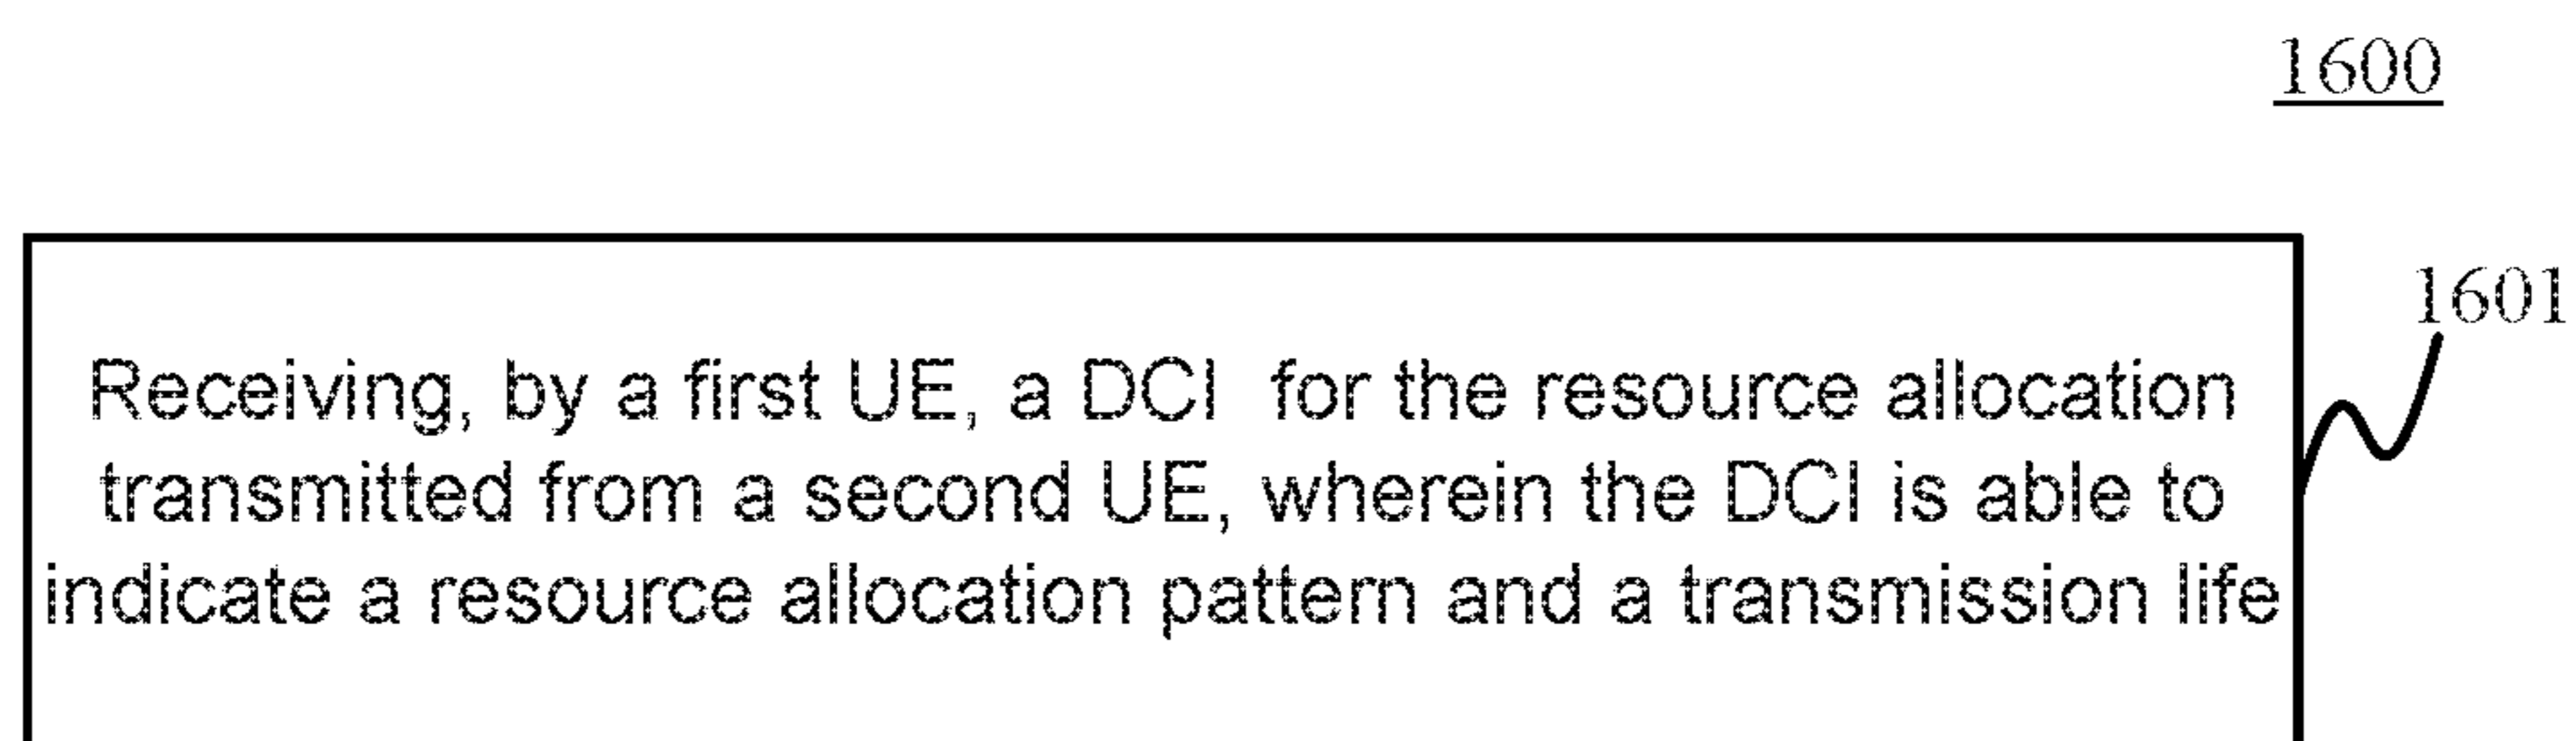 1600
1601
Receiving, by a first UE, a DCI for the resource allocation
transmitted from a second UE, wherein the DCI is able to
indicate a resource allocation pattern and a transmission life